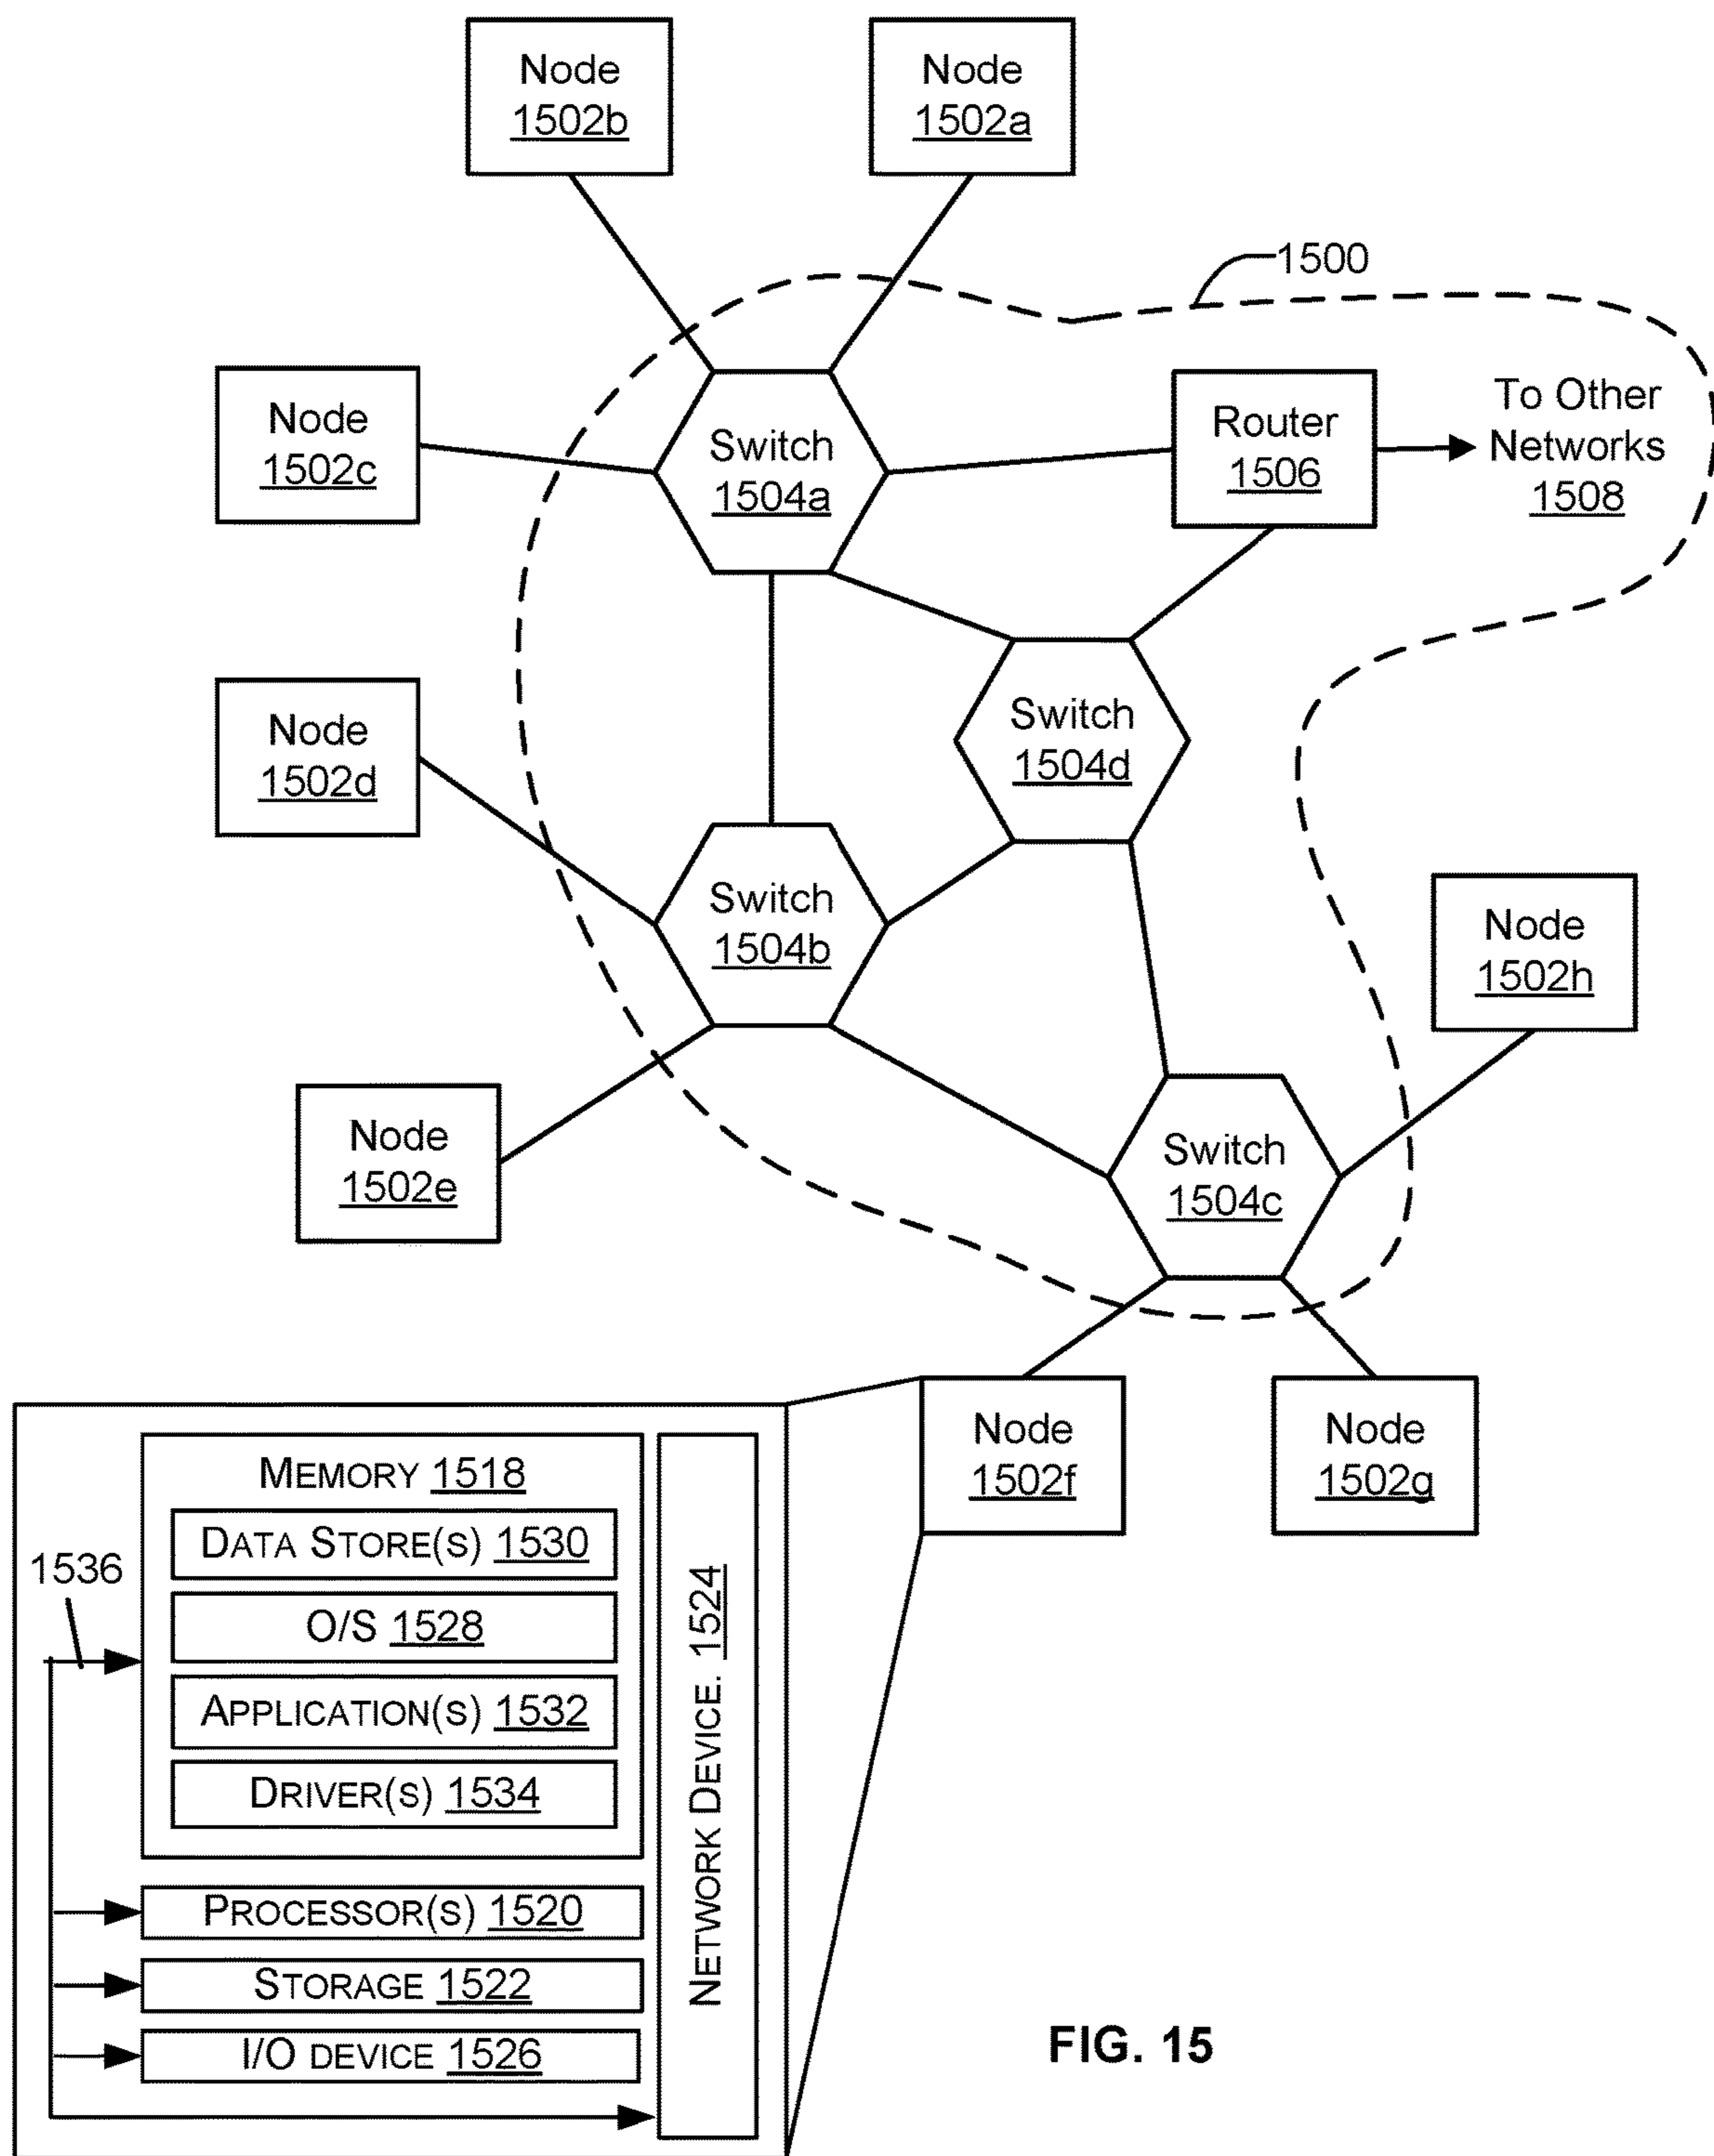 Node
1502b
Node
1502a
1500
Node
1502c
Switch
1504a
Router
1506
To Other
Networks
1508
Node
1502d
Switch
1504d
Switch
1504b
Node
1502h
Node
1502e
Switch
1504c
Node
1502f
Node
1502g
MEMORY 1518
DATA STORE(S) 1530
1536
O/S 1528
APPLICATION(S) 1532
DRIVER(S) 1534
NETWORK DEVICE. 1524
PROCESSOR(S) 1520
STORAGE 1522
I/O DEVICE 1526
FIG. 15